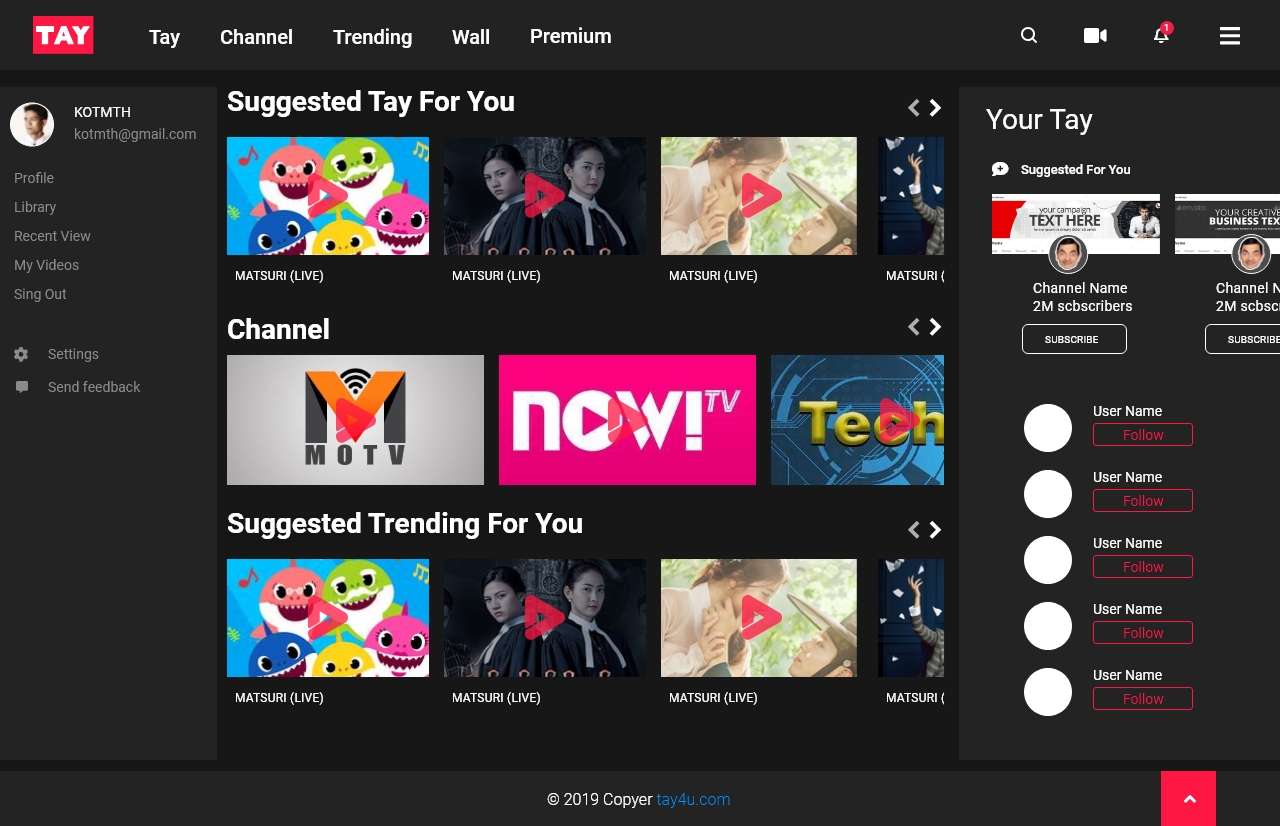 TAY
Tay
Channel
Trending
Wall
Premium
1
KOTMTH
kotmth@gmail.com
Profile
Library
Recent View
My Videos
Sing Out
Settings
Send feedback
Suggested Tay For You
MATSURI (LIVE)
MATSURI (LIVE)
MATSURI (LIVE)
MATSURI (
Channel
MOTV
now! TV
Tech
Suggested Trending For You
MATSURI (LIVE)
MATSURI (LIVE)
MATSURI (LIVE)
MATSURI (
Your Tay
Suggested For You
your campaign
TEXT HERE
Channel Name
2M scbscribers
SUBSCRIBE
YOUR CREATIVE
BUSINESS TEX
Channel N
2M scbsc
SUBSCRIBE
User Name
Follow
User Name
Follow
User Name
Follow
User Name
Follow
User Name
Follow
© 2019 Copyer tay4u.com